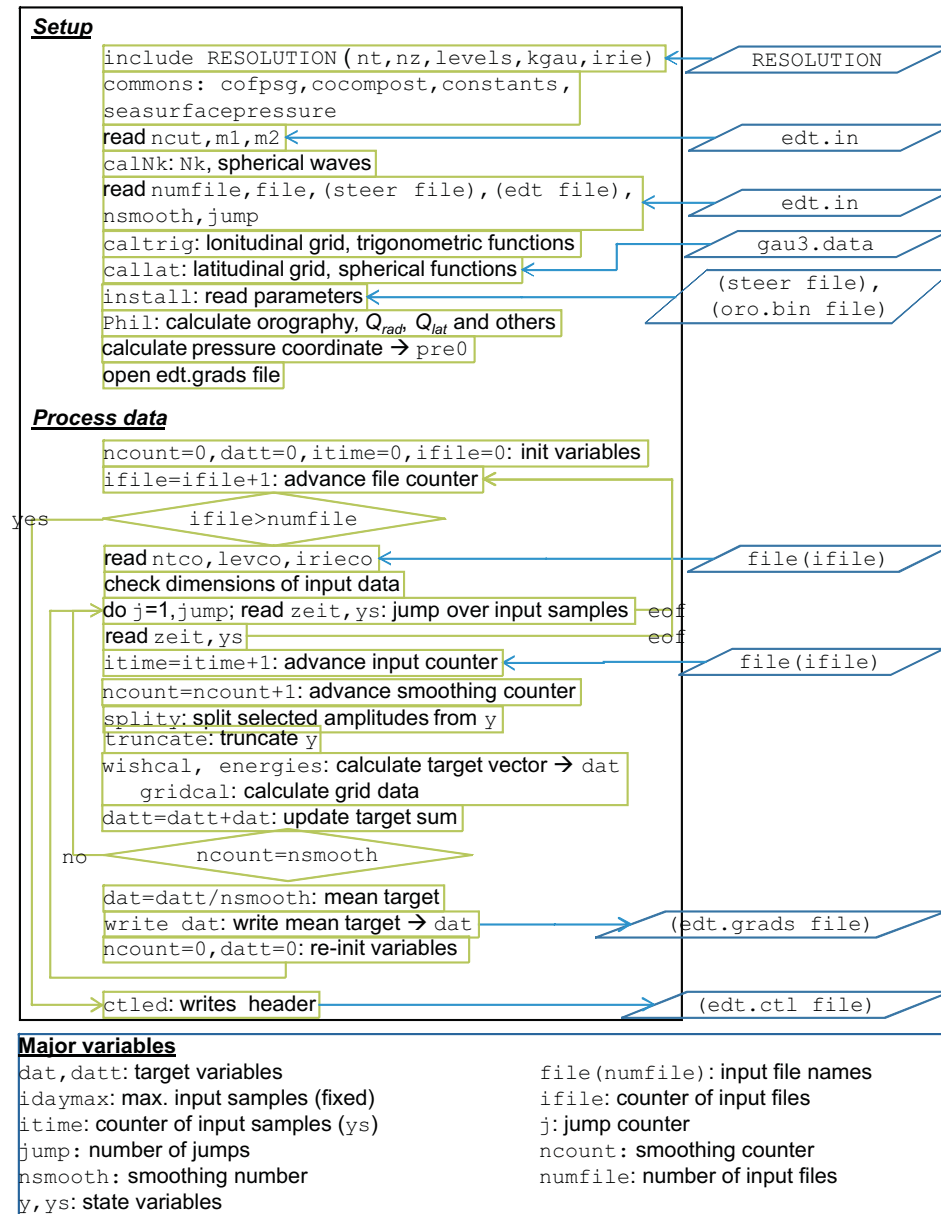 Setup
include RESOLUTION (nt,nz,levels,kgau,irie)
RESOLUTION
commons: cofpsg,cocompost,constants,
seasurfacepressure
read ncut,m1,m2
edt.in
calNk: Nk, spherical waves
read numfile,file,(steer file),(edt file),
nsmooth,jump
edt.in
caltrig: lonitudinal grid, trigonometric functions
gau3.data
callat: latitudinal grid, spherical functions
install: read parameters
(steer file),
(oro.bin file)
Phil: calculate orography, Qrad, Qlat and others
calculate pressure coordinate → pre0
open edt.grads file
Process data
ncount=0,datt=0,itime=0,ifile=0: init variables
ifile=ifile+1: advance file counter
yes
ifile>numfile
read ntco,levco,irieco
file(ifile)
check dimensions of input data
do j=1,jump; read zeit,ys: jump over input samples
eof
read zeit,ys
eof
itime=itime+1: advance input counter
file(ifile)
ncount=ncount+1: advance smoothing counter
splity: split selected amplitudes from y
truncate: truncate y
wishcal, energies: calculate target vector → dat
gridcal: calculate grid data
datt=datt+dat: update target sum
no
ncount=nsmooth
dat=datt/nsmooth: mean target
write dat: write mean target → dat
(edt.grads file)
ncount=0,datt=0: re-init variables
ctled: writes header
(edt.ctl file)
Major variables
dat,datt: target variables
file(numfile): input file names
idaymax: max. input samples (fixed)
ifile: counter of input files
itime: counter of input samples (ys)
j: jump counter
jump: number of jumps
ncount: smoothing counter
nsmooth: smoothing number
numfile: number of input files
y,ys: state variables